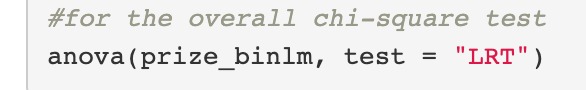 #for the overall chi-square test
anova(prize_binlm, test = "LRT")